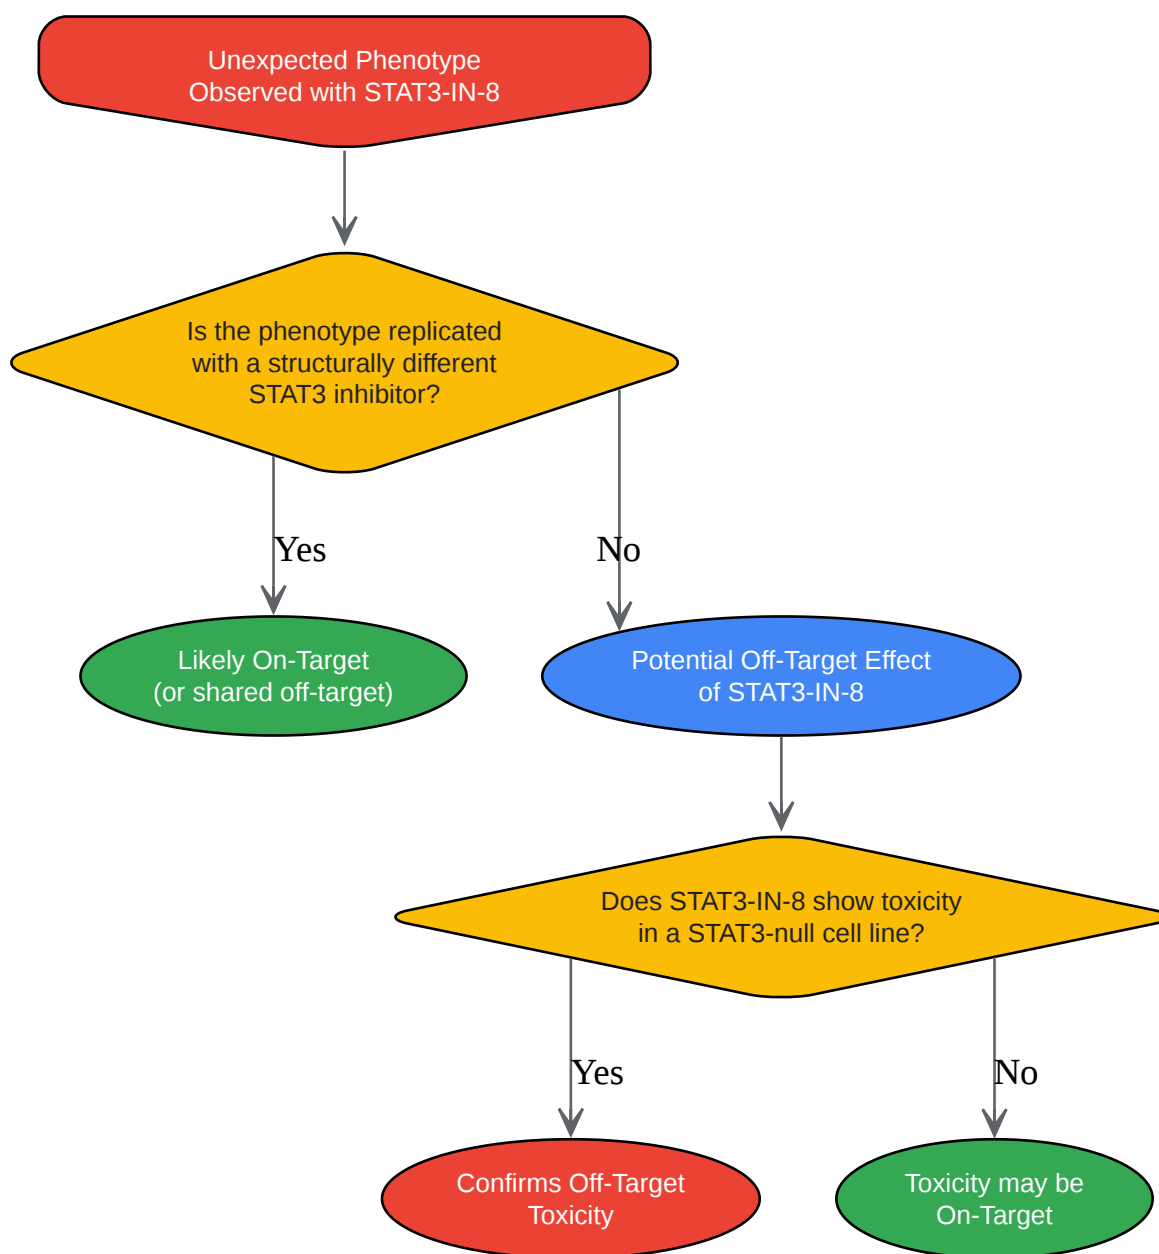 Unexpected Phenotype
Observed with STAT3-IN-8
Is the phenotype replicated
with a structurally different
STAT3 inhibitor?
Yes
No
Likely On-Target
(or shared off-target)
Potential Off-Target Effect
of STAT3-IN-8
Does STAT3-IN-8 show toxicity
in a STAT3-null cell line?
Yes
No
Confirms Off-Target
Toxicity
Toxicity may be
On-Target